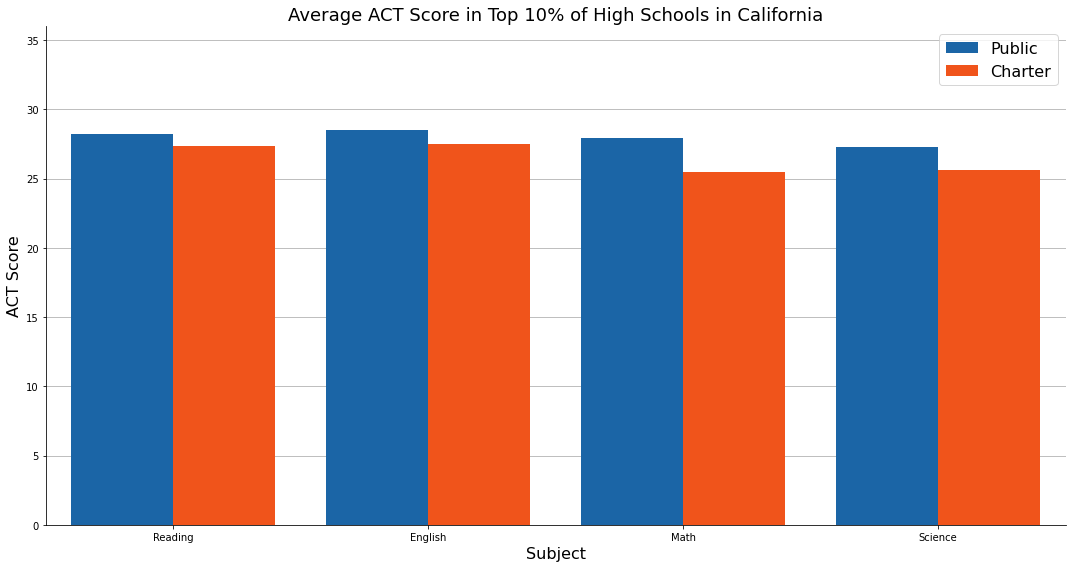 Average ACT Score in Top 10% of High Schools in California
Public
Charter
ACT Score
35
30
25
20
15
10
5
0
Reading English Math Science
Subject